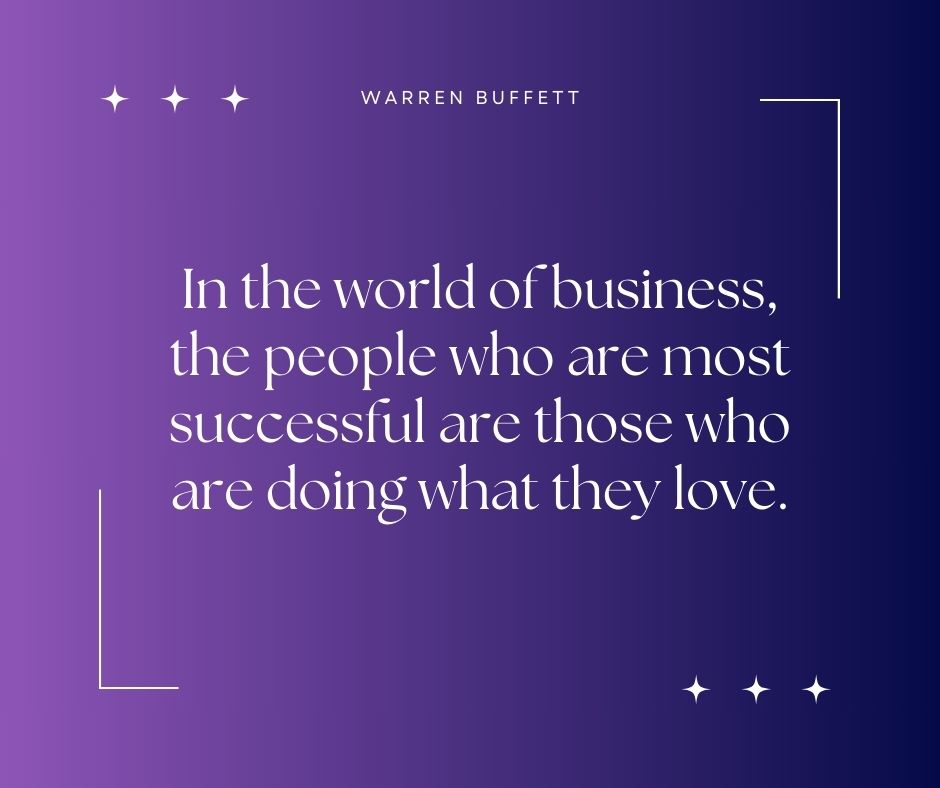 WARREN BUFFETT
In the world of business,
the people who are most
successful are those who
are doing what they love.